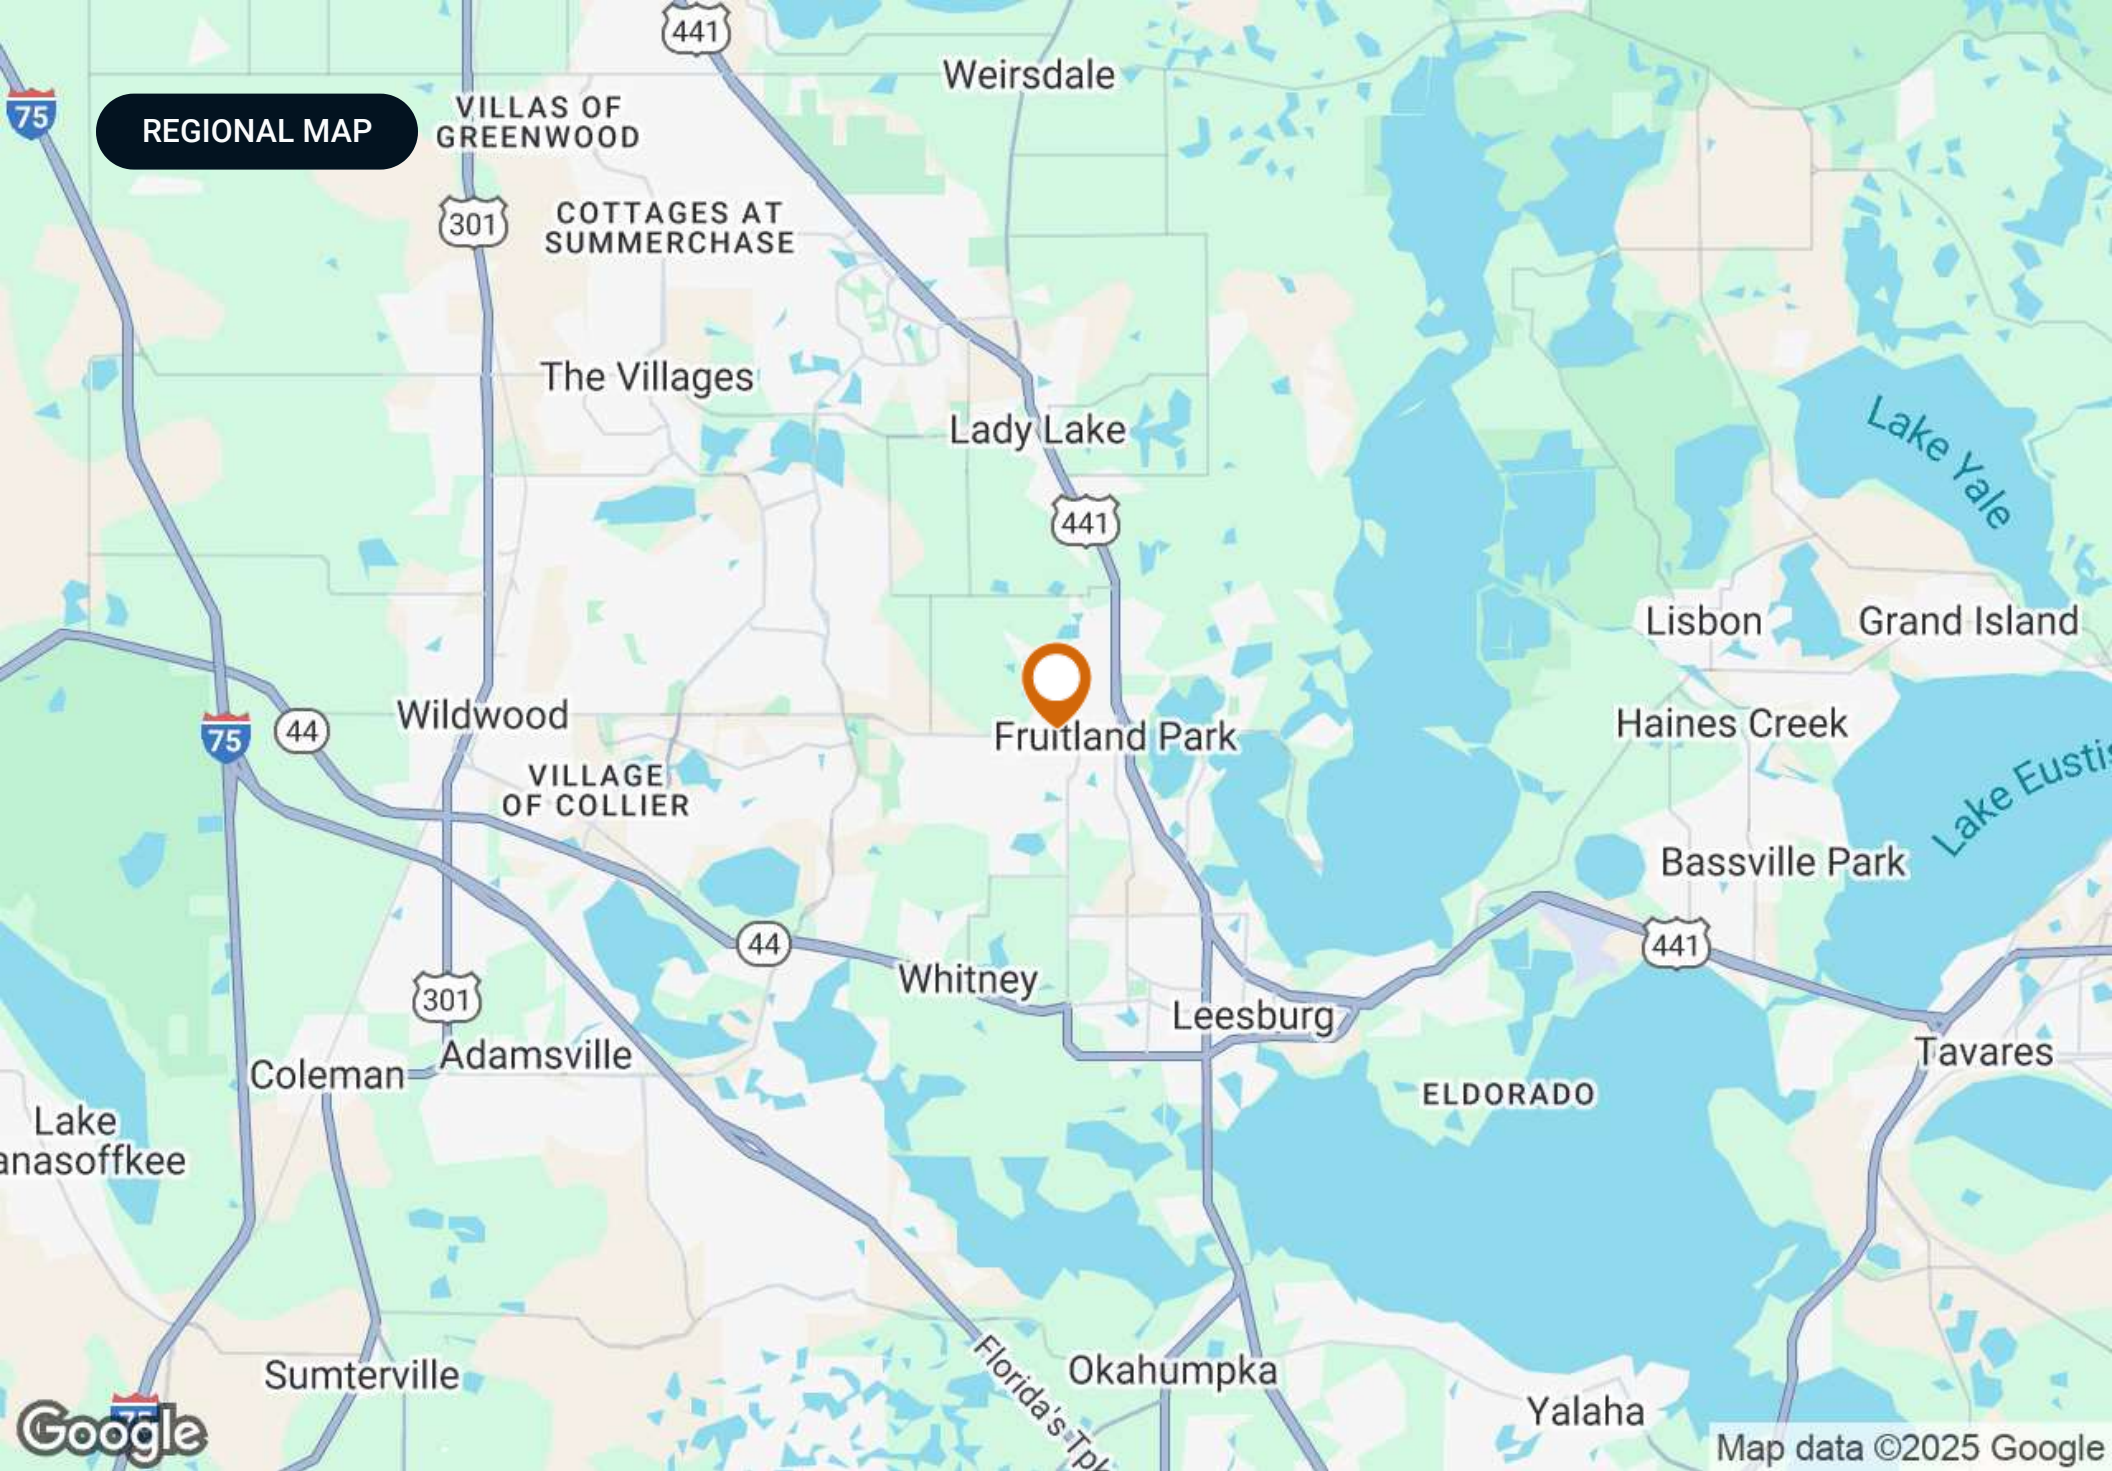 441
Weirsdale
75
REGIONAL MAP
VILLAS OF
GREENWOOD
301
COTTAGES AT
SUMMERCHASE
The Villages
Lady Lake
Lake Yale
441
Lisbon
Grand Island
Wildwood
44
75
Fruitland Park
Haines Creek
VILLAGE
OF COLLIER
Lake Eustis
Bassville Park
44
441
Whitney
301
Leesburg
Adamsville
Coleman
Tavares
ELDORADO
Lake
anasoffkee
Florida's Tpk
Okahumpka
Sumterville
Yalaha
75
Google
Map data ©2025 Google